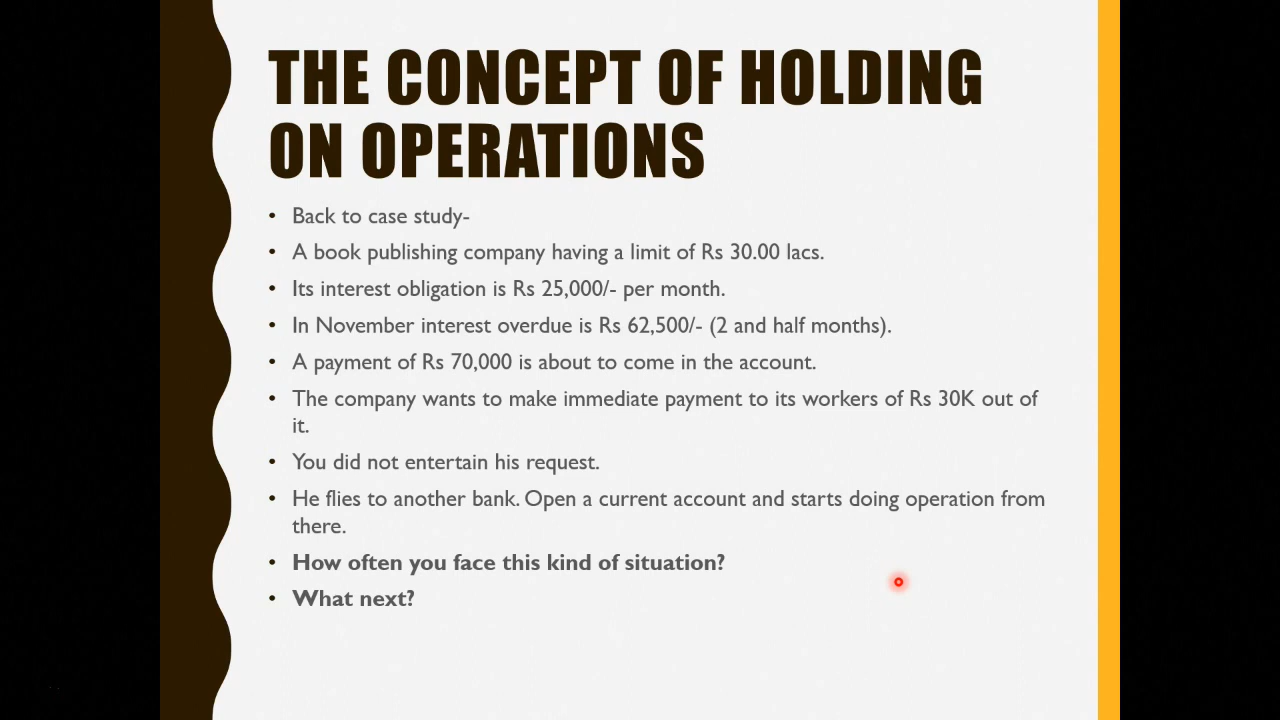 THE CONCEPT OF HOLDING
ON OPERATIONS
• Back to case study-
• A book publishing company having a limit of Rs 30.00 lacs.
• Its interest obligation is Rs 25,000/- per month.
• In November interest overdue is Rs 62,500/- (2 and half months).
• A payment of Rs 70,000 is about to come in the account.
• The company wants to make immediate payment to its workers of Rs 30K out of
it.
• You did not entertain his request.
• He flies to another bank. Open a current account and starts doing operation from
there.
• How often you face this kind of situation?
• What next?